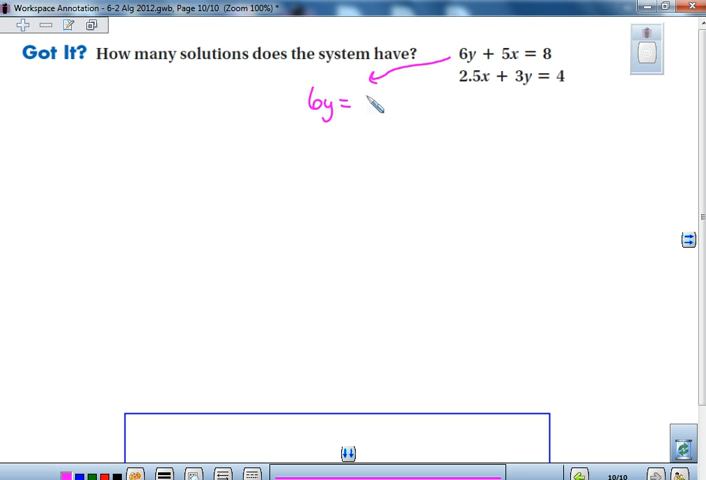 Workspace Annotation - 6-2 Alg 2012.gwb, Page 10/10 (Zoom 100%) *
Got It? How many solutions does the system have? 6y + 5x = 8
2.5x + 3y = 4
6y =
10/10